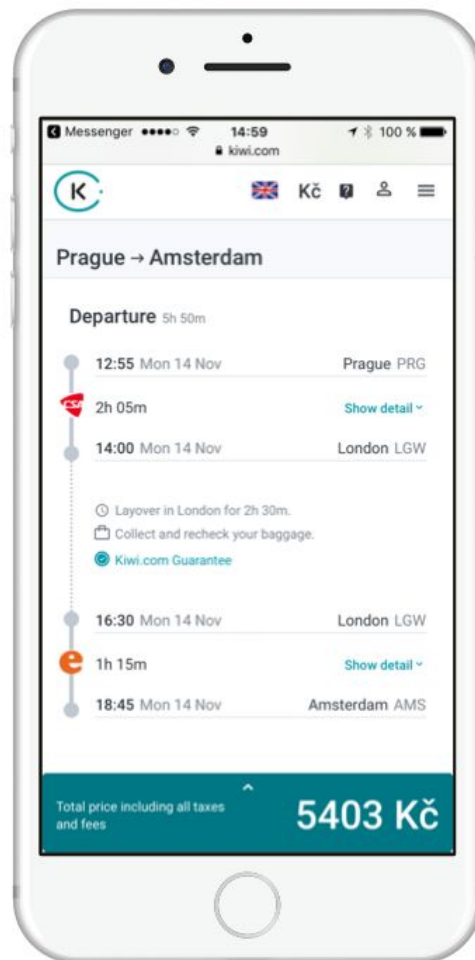 Messenger 14:59 100 %
kiwi.com
K Kč ?
Prague → Amsterdam
Departure 5h 50m
12:55 Mon 14 Nov Prague PRG
CSA 2h 05m Show detail
14:00 Mon 14 Nov London LGW
Layover in London for 2h 30m.
Collect and recheck your baggage.
Kiwi.com Guarantee
16:30 Mon 14 Nov London LGW
e 1h 15m Show detail
18:45 Mon 14 Nov Amsterdam AMS
Total price including all taxes
and fees
5403 Kč